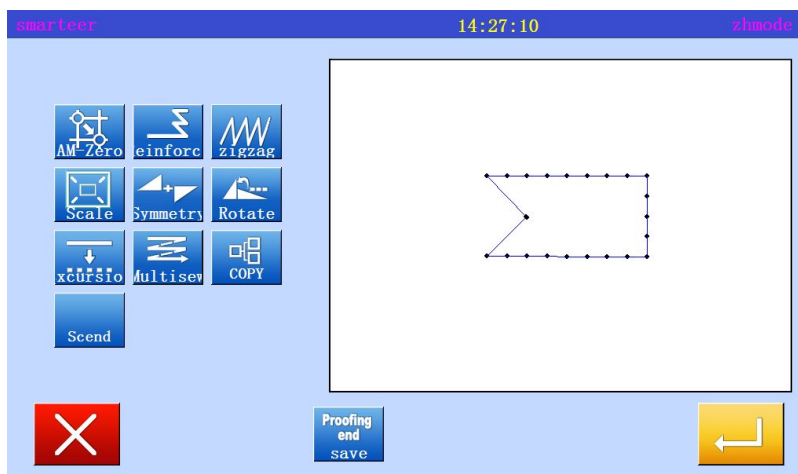 smarteer 14:27:10 zhmode
AM-Zero einforc zigzag
Scale Symmetry Rotate
xcursio Multisew COPY
Scend
Proofing
end
save